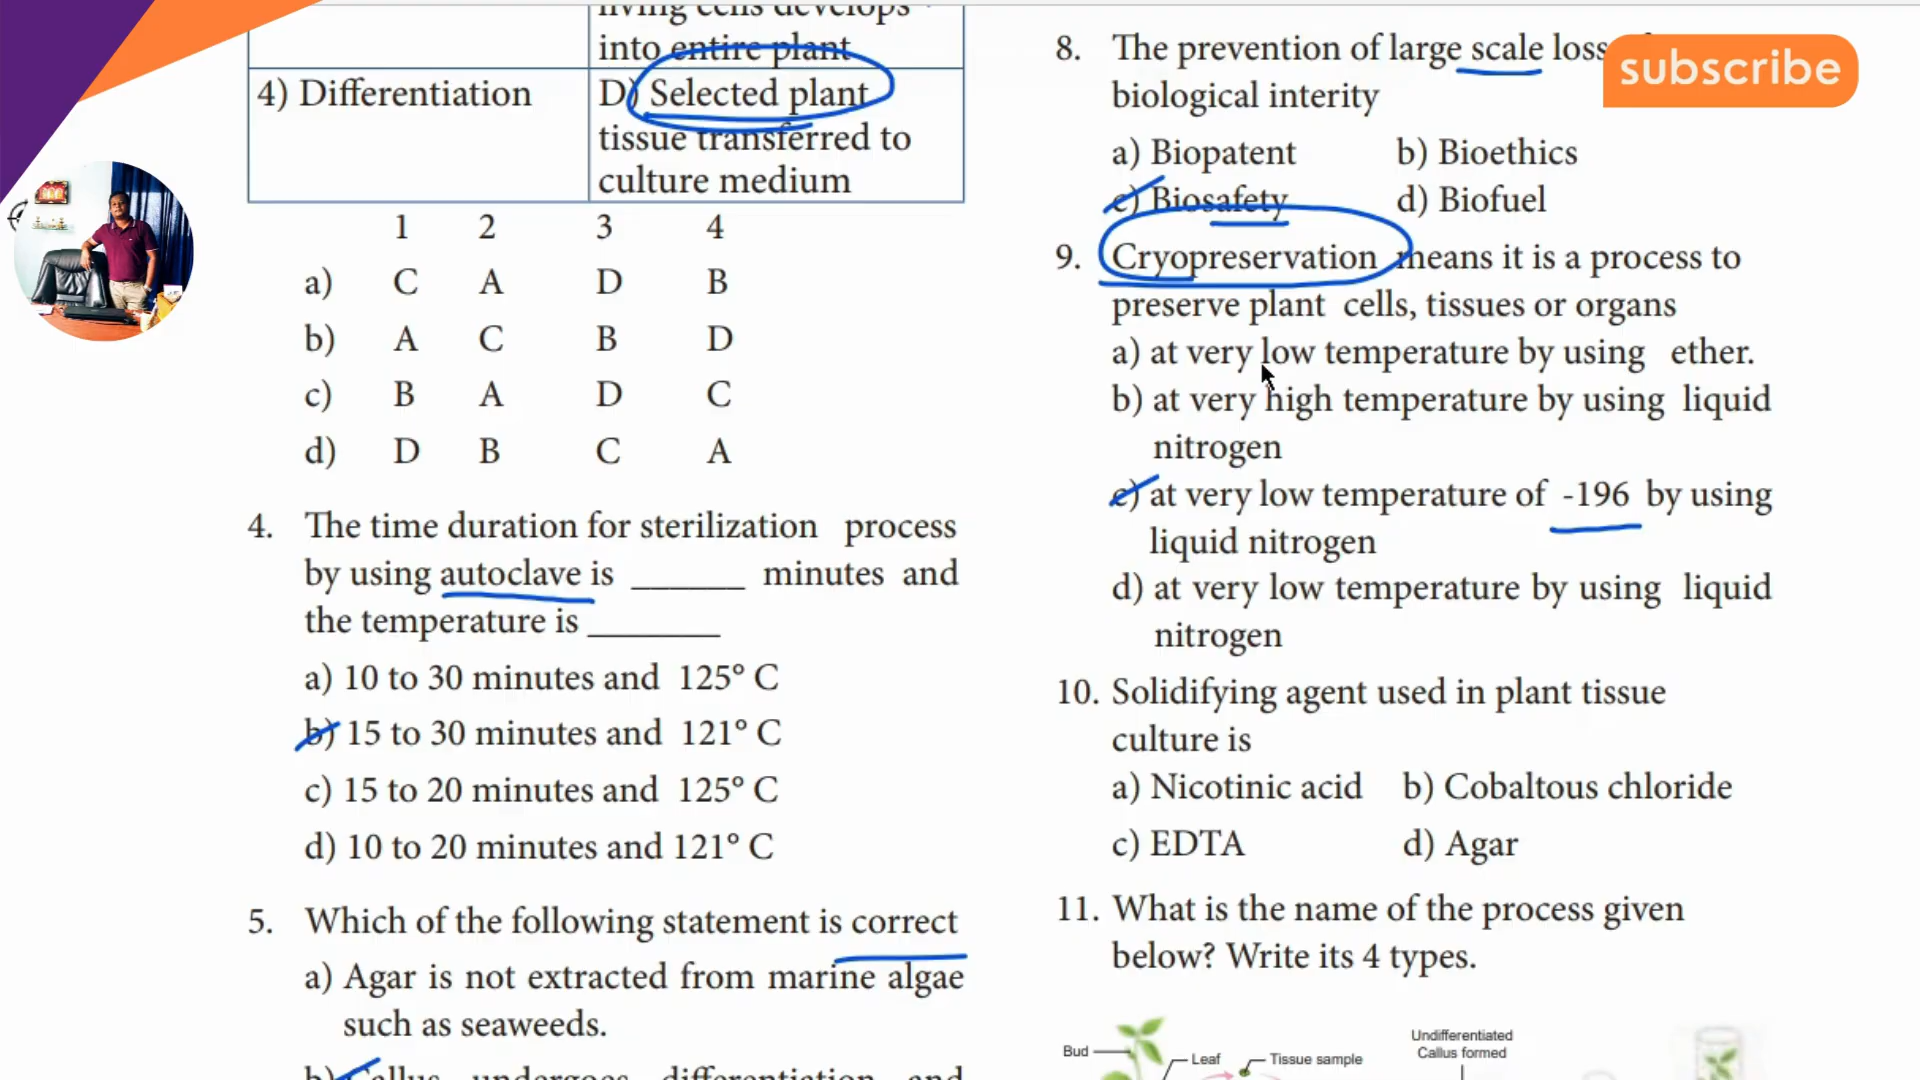 living cells develops
into entire plant
4) Differentiation
D) Selected plant
tissue transferred to
culture medium
1 2 3 4
a) C A D B
b) A C B D
c) B A D C
d) D B C A
4. The time duration for sterilization process
by using autoclave is ______ minutes and
the temperature is _______
a) 10 to 30 minutes and 125° C
b) 15 to 30 minutes and 121° C
c) 15 to 20 minutes and 125° C
d) 10 to 20 minutes and 121° C
5. Which of the following statement is correct
a) Agar is not extracted from marine algae
such as seaweeds.
b) Callus undergoes differentiation and
8. The prevention of large scale loss
biological interity
a) Biopatent b) Bioethics
c) Biosafety d) Biofuel
9. Cryopreservation means it is a process to
preserve plant cells, tissues or organs
a) at very low temperature by using ether.
b) at very high temperature by using liquid
nitrogen
c) at very low temperature of -196 by using
liquid nitrogen
d) at very low temperature by using liquid
nitrogen
10. Solidifying agent used in plant tissue
culture is
a) Nicotinic acid b) Cobaltous chloride
c) EDTA d) Agar
11. What is the name of the process given
below? Write its 4 types.
Bud
Leaf
Tissue sample
Undifferentiated
Callus formed
subscribe